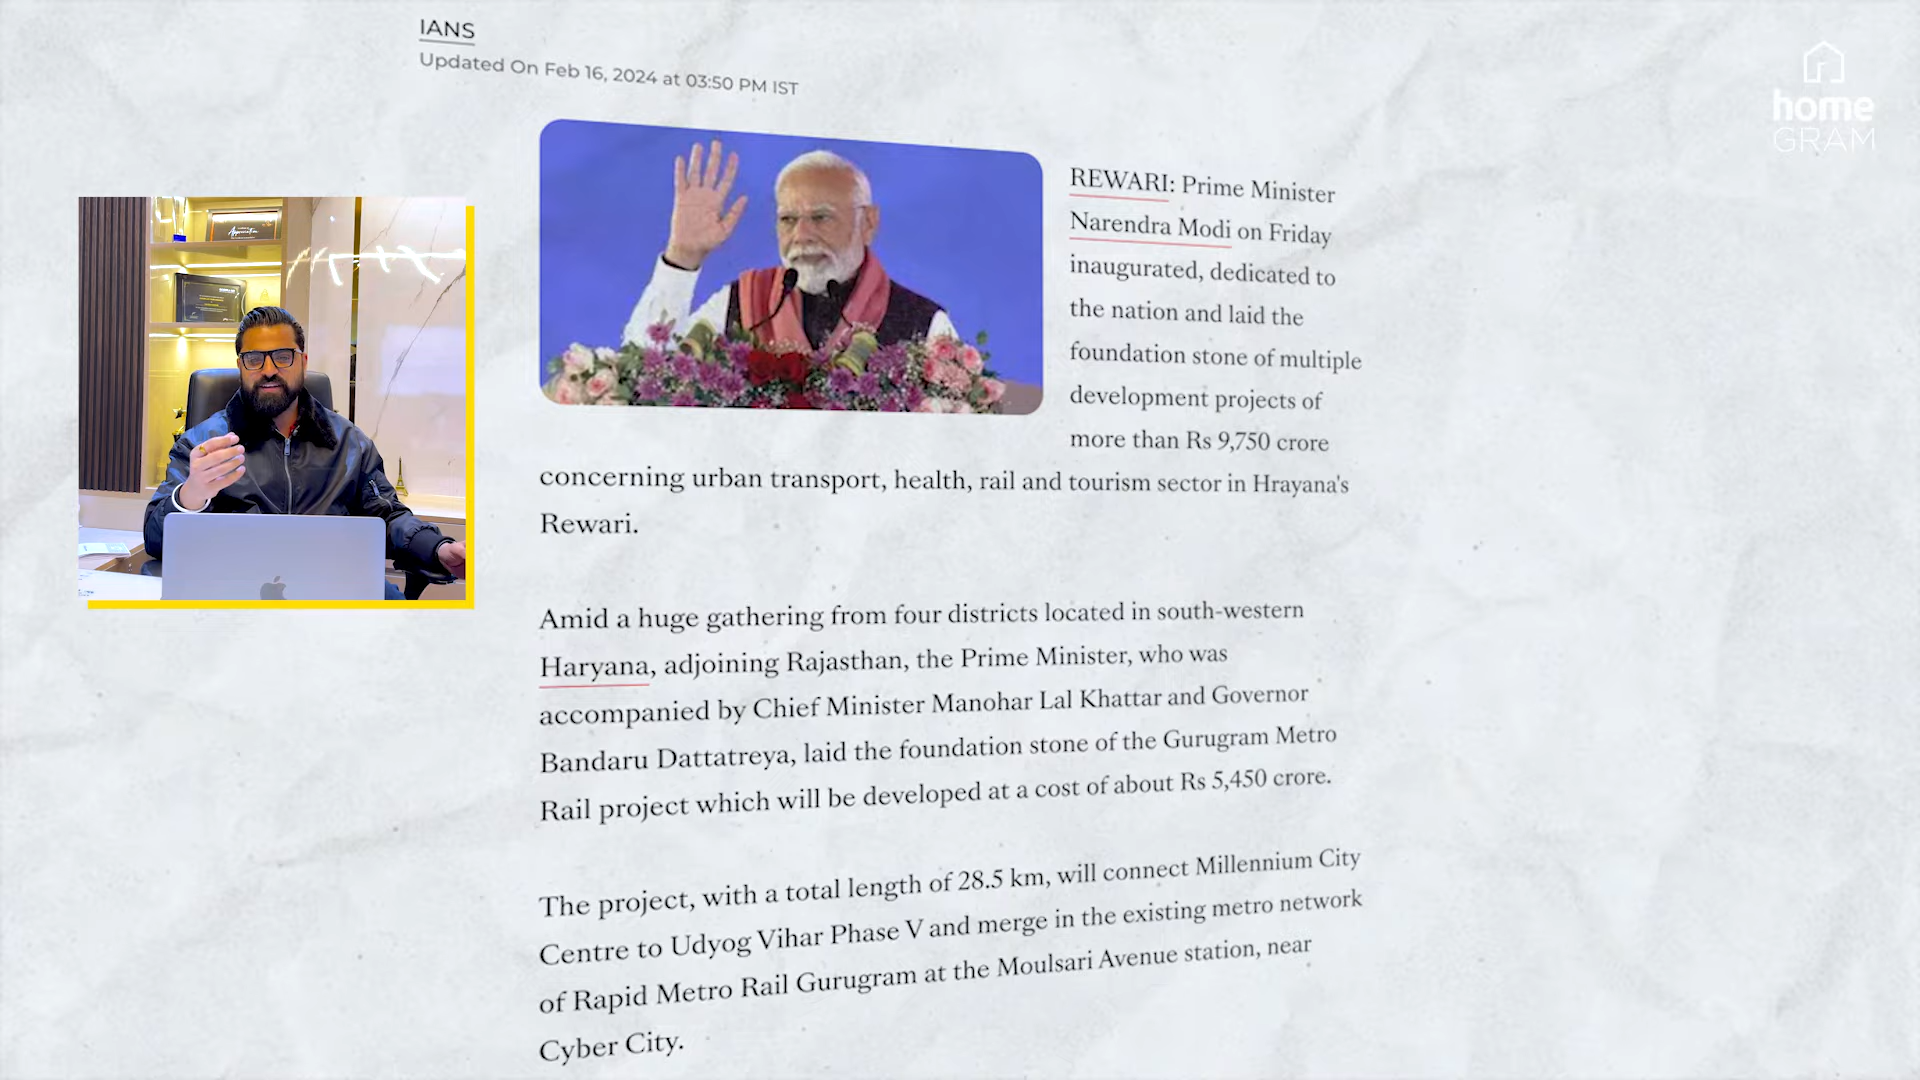 IANS
Updated On Feb 16, 2024 at 03:50 PM IST
home
GRAM
Appreciation
REWARI: Prime Minister
Narendra Modi on Friday
inaugurated, dedicated to
the nation and laid the
foundation stone of multiple
development projects of
more than Rs 9,750 crore
concerning urban transport, health, rail and tourism sector in Hrayana's
Rewari.
Amid a huge gathering from four districts located in south-western
Haryana, adjoining Rajasthan, the Prime Minister, who was
accompanied by Chief Minister Manohar Lal Khattar and Governor
Bandaru Dattatreya, laid the foundation stone of the Gurugram Metro
Rail project which will be developed at a cost of about Rs 5,450 crore.
The project, with a total length of 28.5 km, will connect Millennium City
Centre to Udyog Vihar Phase V and merge in the existing metro network
of Rapid Metro Rail Gurugram at the Moulsari Avenue station, near
Cyber City.